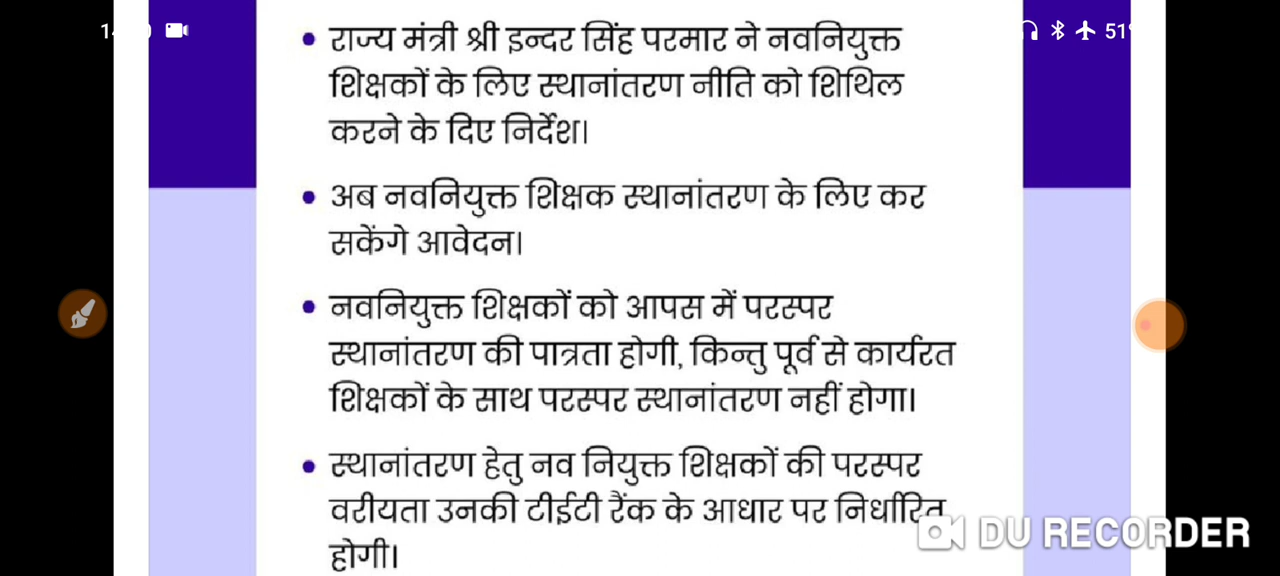 राज्य मंत्री श्री इन्दर सिंह परमार ने नवनियुक्त
शिक्षकों के लिए स्थानांतरण नीति को शिथिल
करने के दिए निर्देश।
अब नवनियुक्त शिक्षक स्थानांतरण के लिए कर
सकेंगे आवेदन।
नवनियुक्त शिक्षकों को आपस में परस्पर
स्थानांतरण की पात्रता होगी, किन्तु पूर्व से कार्यरत
शिक्षकों के साथ परस्पर स्थानांतरण नहीं होगा।
स्थानांतरण हेतु नव नियुक्त शिक्षकों की परस्पर
वरीयता उनकी टीईटी रैंक के आधार पर निर्धारित
होगी।
DU RECORDER